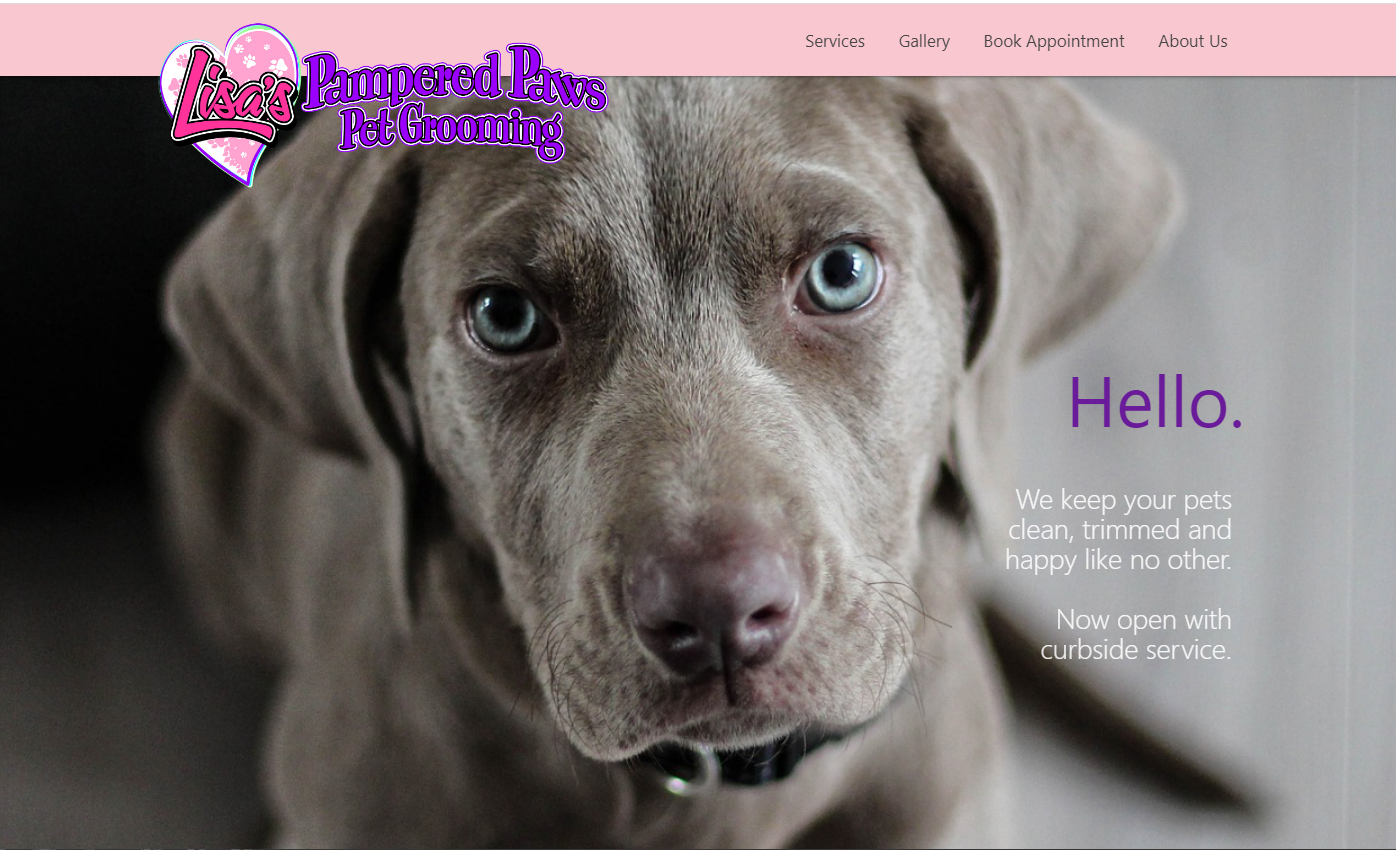 Lisa's
Pampered Paws
Pet Grooming
Services
Gallery
Book Appointment
About Us
Hello.
We keep your pets
clean, trimmed and
happy like no other.
Now open with
curbside service.